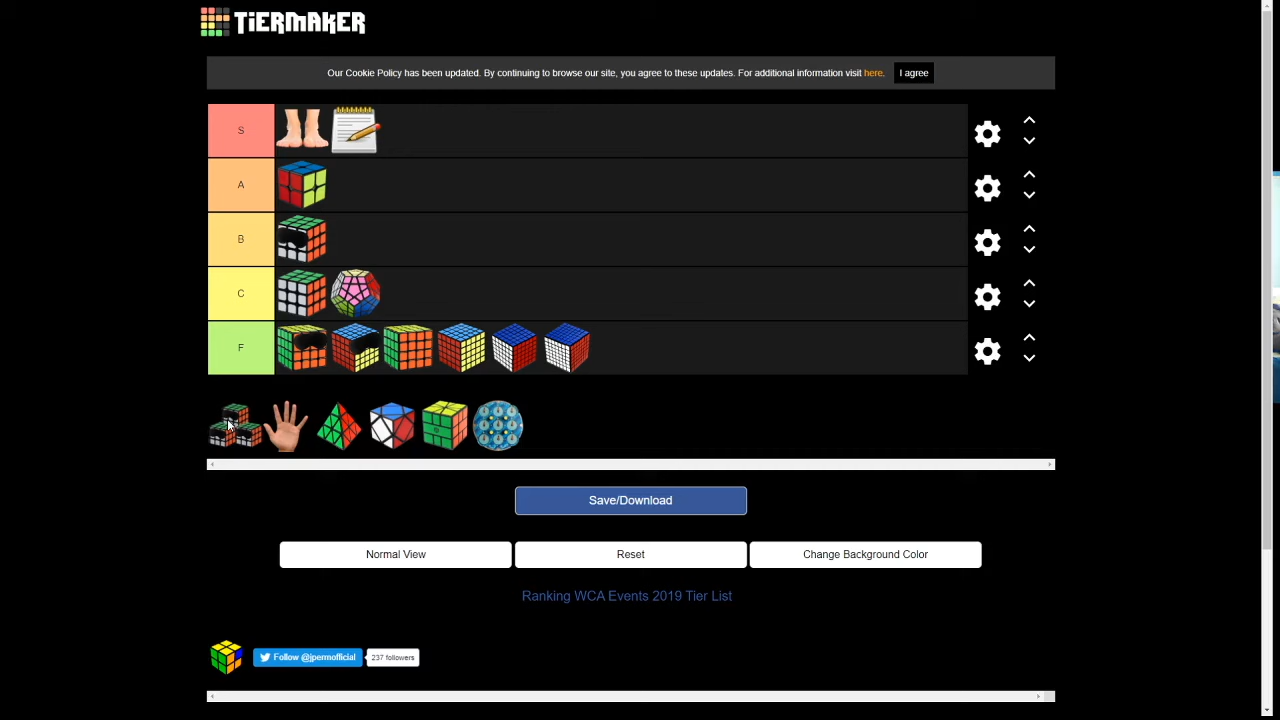 TiERMAKER
Our Cookie Policy has been updated. By continuing to browse our site, you agree to these updates. For additional information visit here. I agree
S
A
B
C
F
Save/Download
Normal View
Reset
Change Background Color
Ranking WCA Events 2019 Tier List
Follow @jpermofficial
237 followers